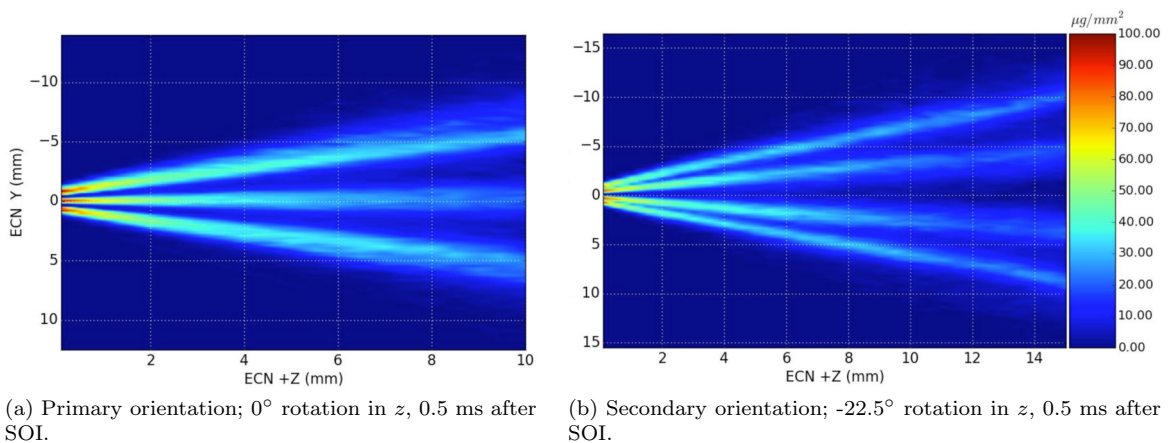 μg/mm²
−10
−5
0
5
10
ECN Y (mm)
2 4 6 8 10
ECN +Z (mm)
−15
−10
−5
0
5
10
15
2 4 6 8 10 12 14
ECN +Z (mm)
100.00
90.00
80.00
70.00
60.00
50.00
40.00
30.00
20.00
10.00
0.00
(a) Primary orientation; 0° rotation in z, 0.5 ms after
SOI.
(b) Secondary orientation; -22.5° rotation in z, 0.5 ms after
SOI.